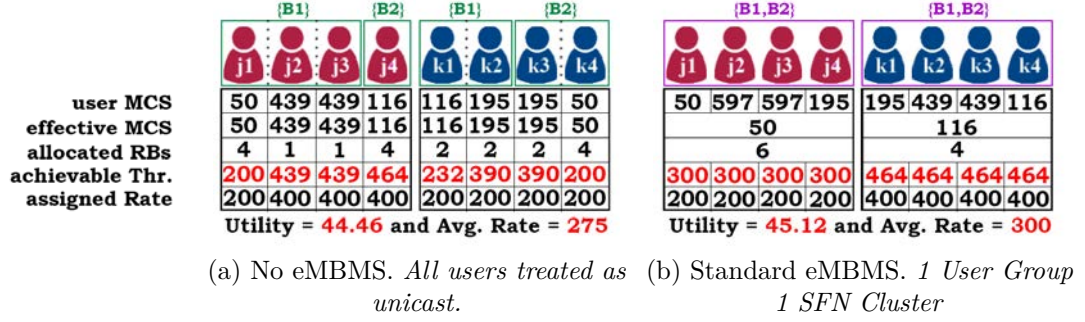 {B1} {B2} {B1} {B2} {B1,B2} {B1,B2}
j1 j2 j3 j4 k1 k2 k3 k4 j1 j2 j3 j4 k1 k2 k3 k4
user MCS 50 439 439 116 116 195 195 50 50 597 597 195 195 439 439 116
effective MCS 50 439 439 116 116 195 195 50 50 116
allocated RBs 4 1 1 4 2 2 2 4 6 4
achievable Thr. 200 439 439 464 232 390 390 200 300 300 300 300 464 464 464 464
assigned Rate 200 400 400 400 200 200 200 200 200 200 200 200 400 400 400 400
Utility = 44.46 and Avg. Rate = 275 Utility = 45.12 and Avg. Rate = 300
(a) No eMBMS. All users treated as (b) Standard eMBMS. 1 User Group
unicast. 1 SFN Cluster